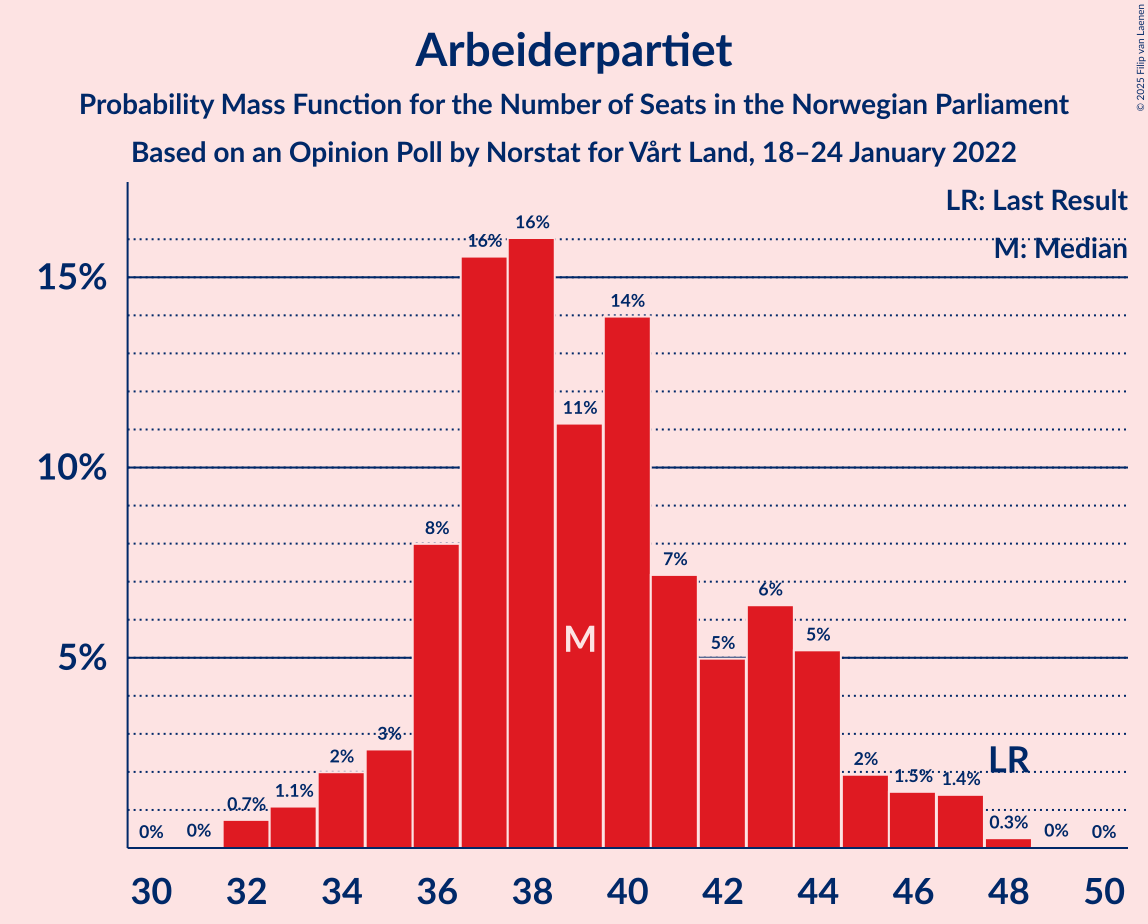 Arbeiderpartiet
Probability Mass Function for the Number of Seats in the Norwegian Parliament
Based on an Opinion Poll by Norstat for Vårt Land, 18–24 January 2022
© 2025 Filip van Laenen
LR: Last Result
M: Median
15%
10%
5%
0%
0%
0.7%
1.1%
2%
3%
8%
16%
16%
11%
14%
7%
5%
6%
5%
2%
1.5%
1.4%
0.3%
0%
0%
M
LR
30 32 34 36 38 40 42 44 46 48 50